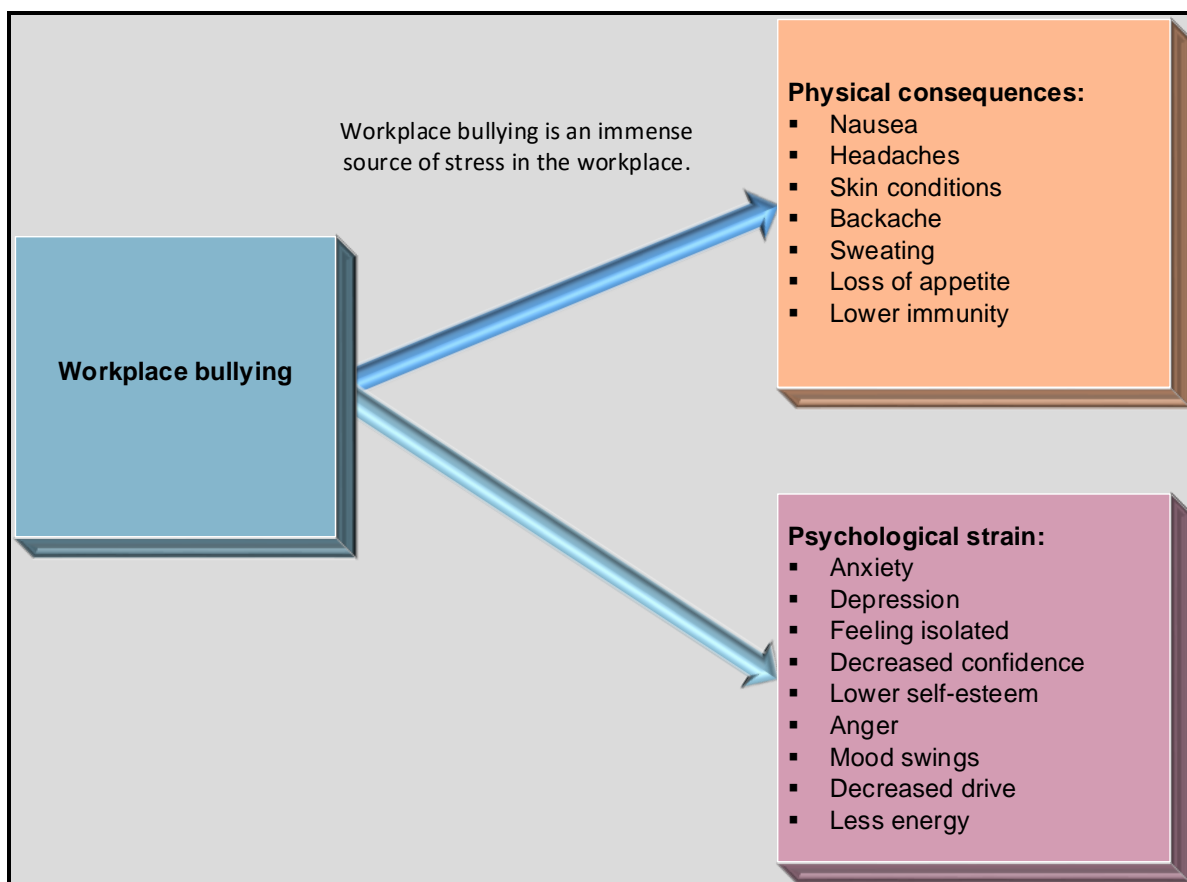 Workplace bullying is an immense
source of stress in the workplace.
Workplace bullying
Physical consequences:
▪ Nausea
▪ Headaches
▪ Skin conditions
▪ Backache
▪ Sweating
▪ Loss of appetite
▪ Lower immunity
Psychological strain:
▪ Anxiety
▪ Depression
▪ Feeling isolated
▪ Decreased confidence
▪ Lower self-esteem
▪ Anger
▪ Mood swings
▪ Decreased drive
▪ Less energy